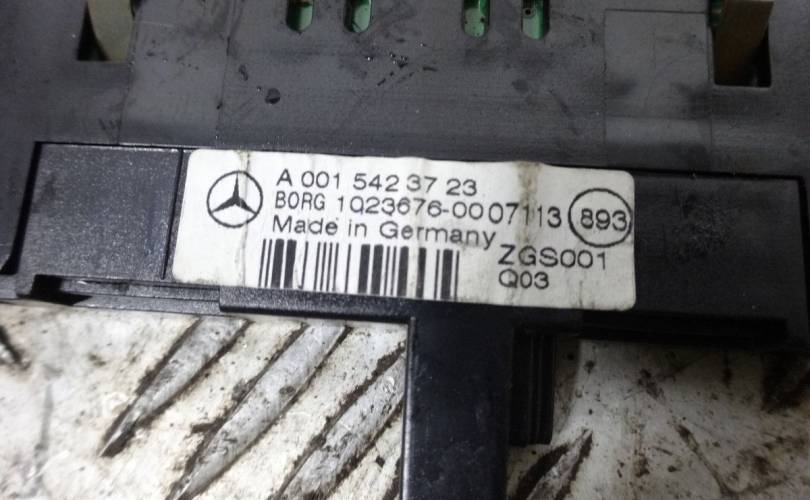 A 001 542 37 23
BORG 1023676-00 07113 893
Made in Germany
ZGS001
Q03